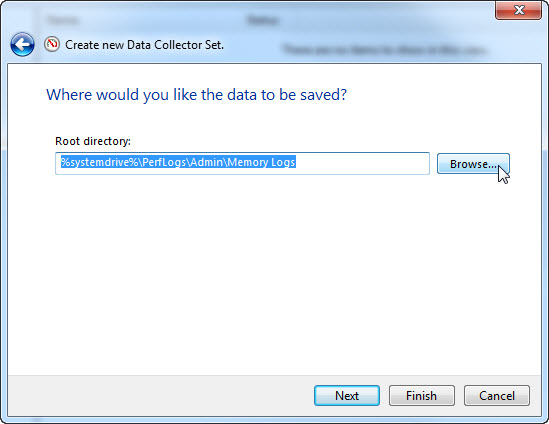 Name Status
There are no items to show in this view.
Create new Data Collector Set.
Where would you like the data to be saved?
Root directory:
%systemdrive%\PerfLogs\Admin\Memory Logs
Browse...
Next
Finish
Cancel